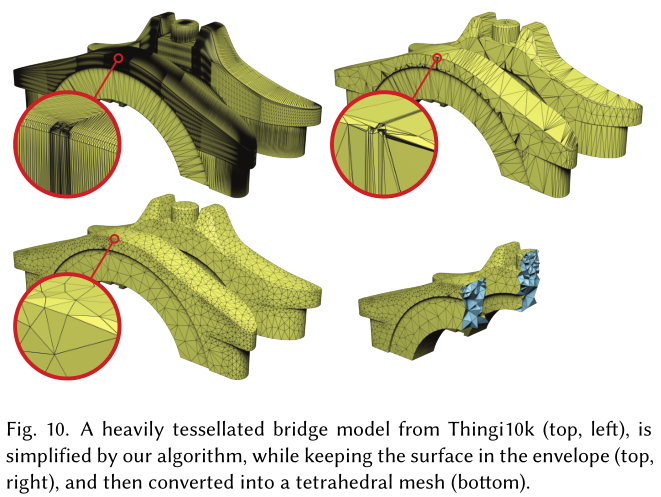 Fig. 10. A heavily tessellated bridge model from Thingi10k (top, left), is
simplified by our algorithm, while keeping the surface in the envelope (top,
right), and then converted into a tetrahedral mesh (bottom).